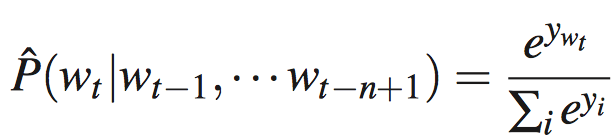 P̂(w_t|w_{t−1}, ⋯ w_{t−n+1}) = e^{y_{w_t}} / ∑_i e^{y_i}